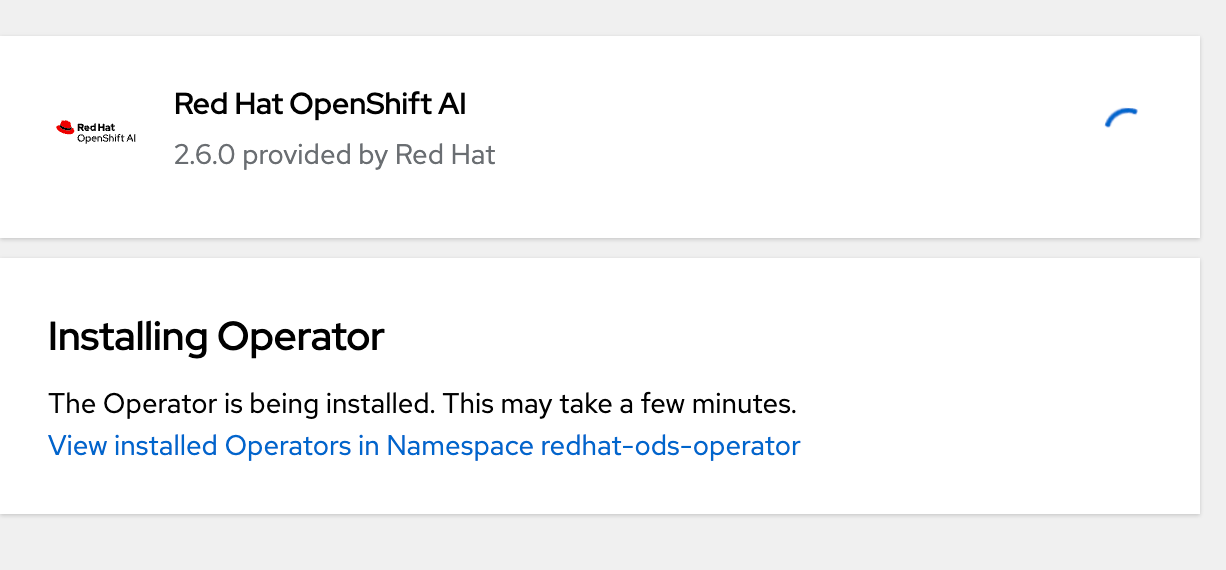 Red Hat
OpenShift AI
Red Hat OpenShift AI
2.6.0 provided by Red Hat
Installing Operator
The Operator is being installed. This may take a few minutes.
View installed Operators in Namespace redhat-ods-operator